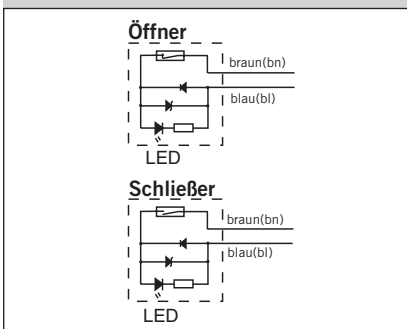 Öffner
braun(bn)
blau(bl)
LED
Schließer
braun(bn)
blau(bl)
LED